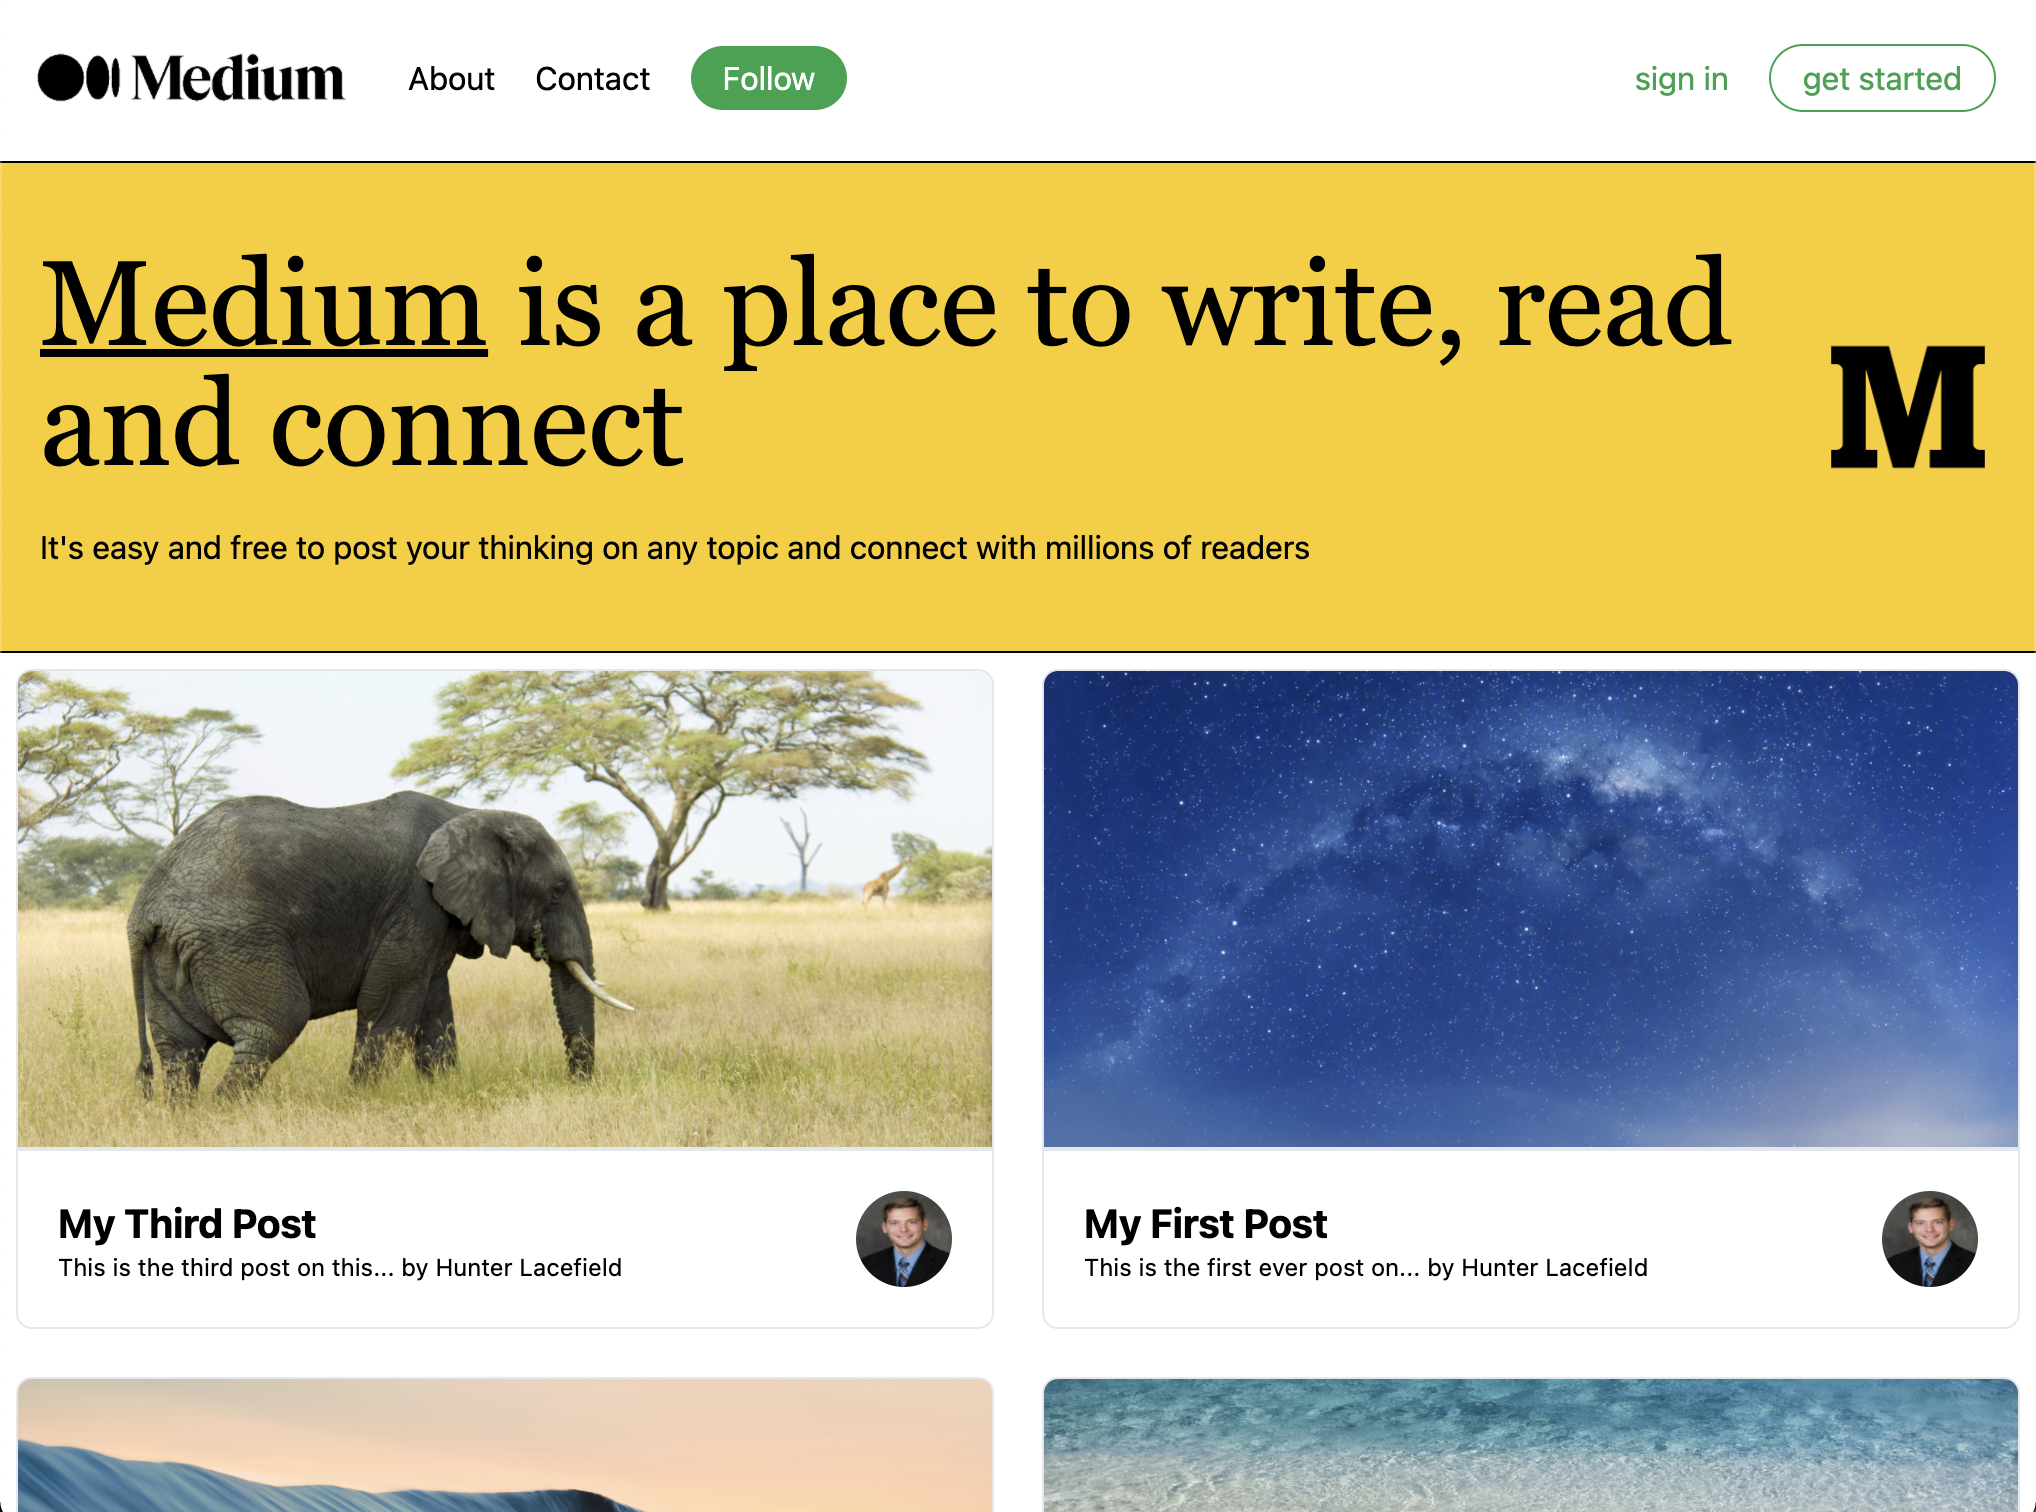 Medium
About
Contact
Follow
sign in
get started
Medium is a place to write, read
and connect
M
It's easy and free to post your thinking on any topic and connect with millions of readers
My Third Post
This is the third post on this... by Hunter Lacefield
My First Post
This is the first ever post on... by Hunter Lacefield